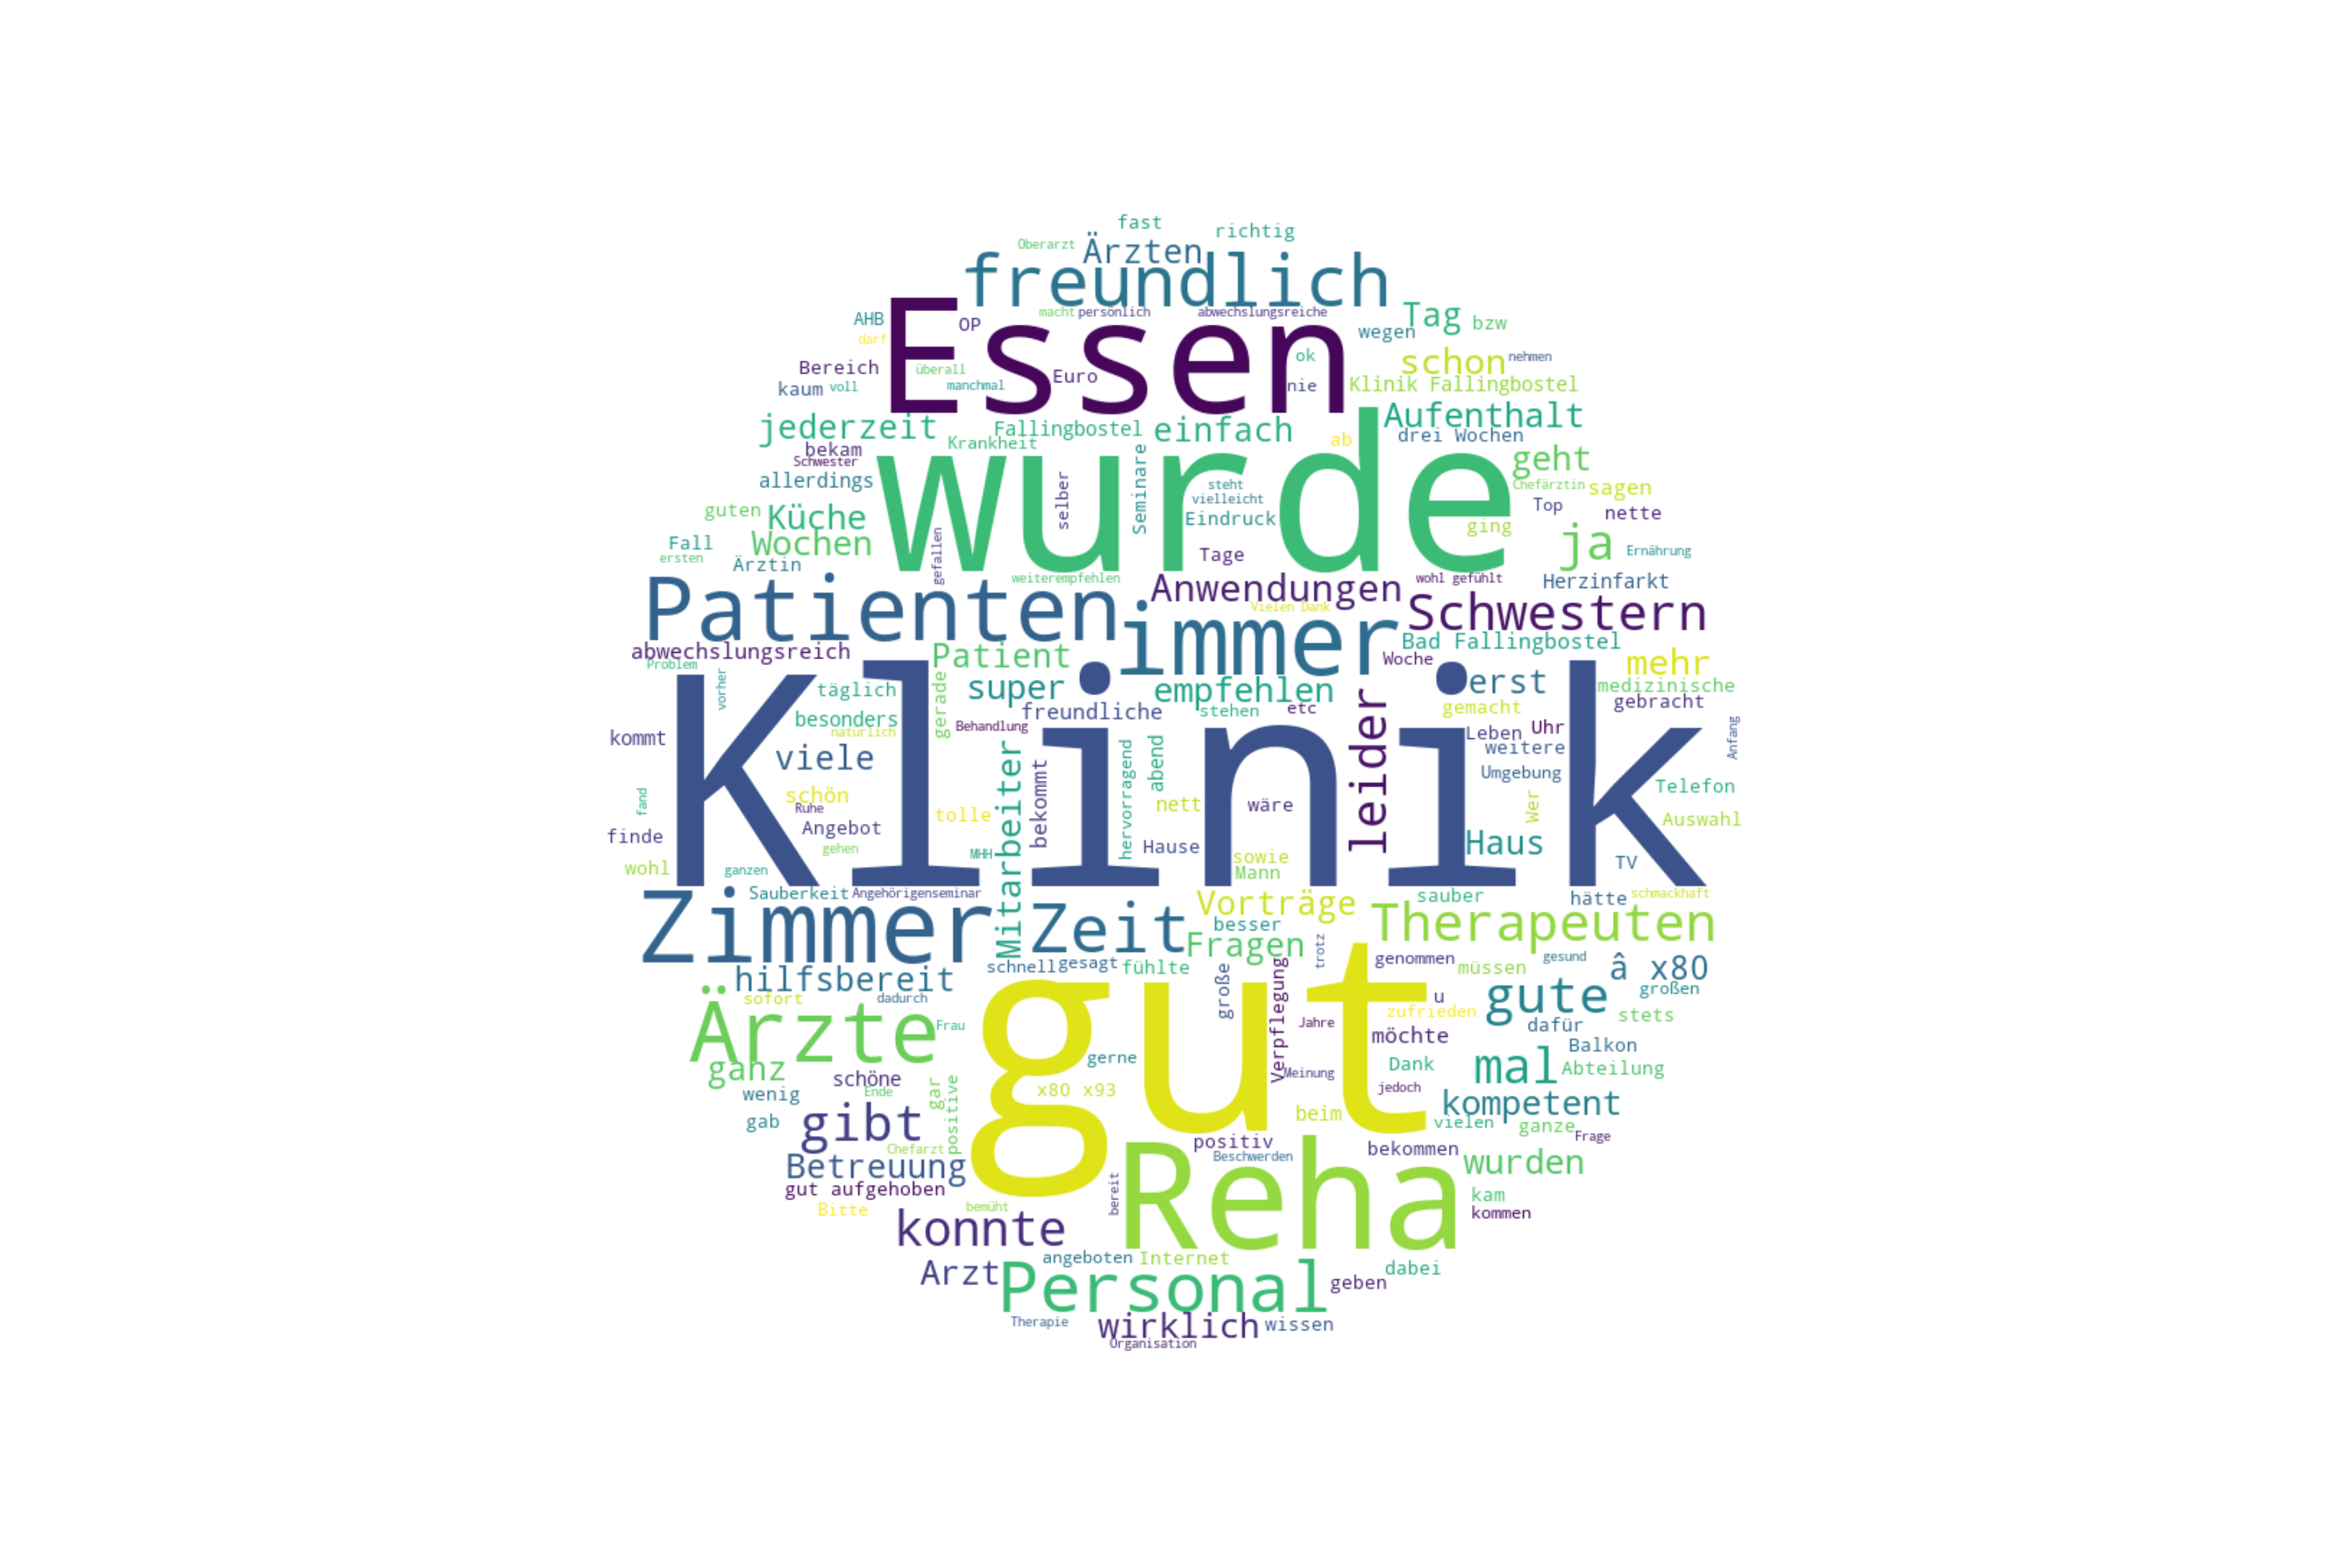 fast
richtig
Oberarzt
Ärzten
freundlich
AHB
OP
macht
persönlich
abwechslungsreiche
Tag
bzw
wegen
darf
Essen
Bereich
überall
ok
schon
nehmen
kaum
voll
manchmal
Euro
nie
Klinik Fallingbostel
jederzeit
Fallingbostel
einfach
Aufenthalt
Krankheit
ab
drei Wochen
bekam
Schwester
wurde
geht
allerdings
selber
Seminare
steht
vielleicht
Chefärztin
sagen
guten
Küche
Eindruck
ging
Top
nette
Fall
Wochen
ja
ersten
Ärztin
gefallen
Tage
Ernährung
weiterempfehlen
Anwendungen
wohl gefühlt
Herzinfarkt
Patienten
Vielen Dank
Schwestern
immer
abwechslungsreich
Patient
Bad Fallingbostel
Problem
Woche
mehr
vorher
täglich
gerade
super
empfehlen
erst
medizinische
besonders
freundliche
stehen
etc
leider
gemacht
gebracht
natürlich
Behandlung
Klinik
kommt
Leben
Uhr
Anfang
viele
Mitarbeiter
bekommt
hervorragend
abend
weitere
Umgebung
schön
Telefon
fand
Ruhe
tolle
nett
wäre
Wer
Auswahl
finde
Angebot
gehen
MHH
Hause
Haus
wohl
ganzen
sowie
Mann
TV
Sauberkeit
Angehörigenseminar
sauber
hätte
schmackhaft
Zimmer
Zeit
Vorträge
Therapeuten
besser
Fragen
trotz
hilfsbereit
schnell
gesagt
fühlte
große
Verpflegung
genommen
müssen
gesund
â x80
sofort
dadurch
gut
u
gute
großen
Ärzte
Frau
Jahre
zufrieden
dafür
stets
möchte
Balkon
ganz
gerne
Meinung
Dank
mal
Abteilung
schöne
gar
positive
x80 x93
jedoch
wenig
Ende
kompetent
gab
gibt
beim
vielen
ganze
Frage
Chefarzt
positiv
Beschwerden
bekommen
Betreuung
Reha
wurden
gut aufgehoben
bereit
kam
Bitte
bemüht
kommen
konnte
Arzt
angeboten
Internet
Personal
geben
dabei
Therapie
wirklich
wissen
Organisation